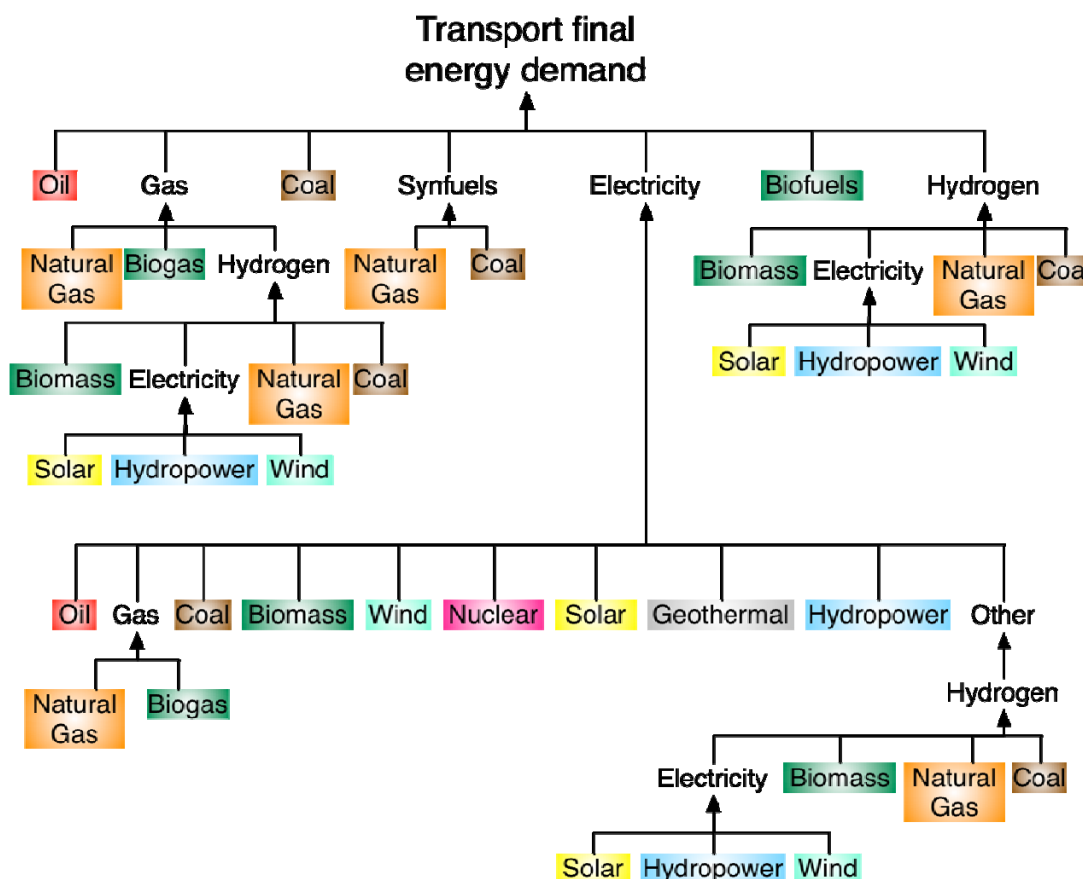 Transport final
energy demand
Oil
Gas
Coal
Synfuels
Electricity
Biofuels
Hydrogen
Natural
Gas
Biogas
Hydrogen
Natural
Gas
Coal
Biomass
Electricity
Natural
Gas
Coa
Biomass
Electricity
Natural
Gas
Coal
Solar
Hydropower
Wind
Solar
Hydropower
Wind
Oil
Gas
Coal
Biomass
Wind
Nuclear
Solar
Geothermal
Hydropower
Other
Natural
Gas
Biogas
Hydrogen
Electricity
Biomass
Natural
Gas
Coal
Solar
Hydropower
Wind